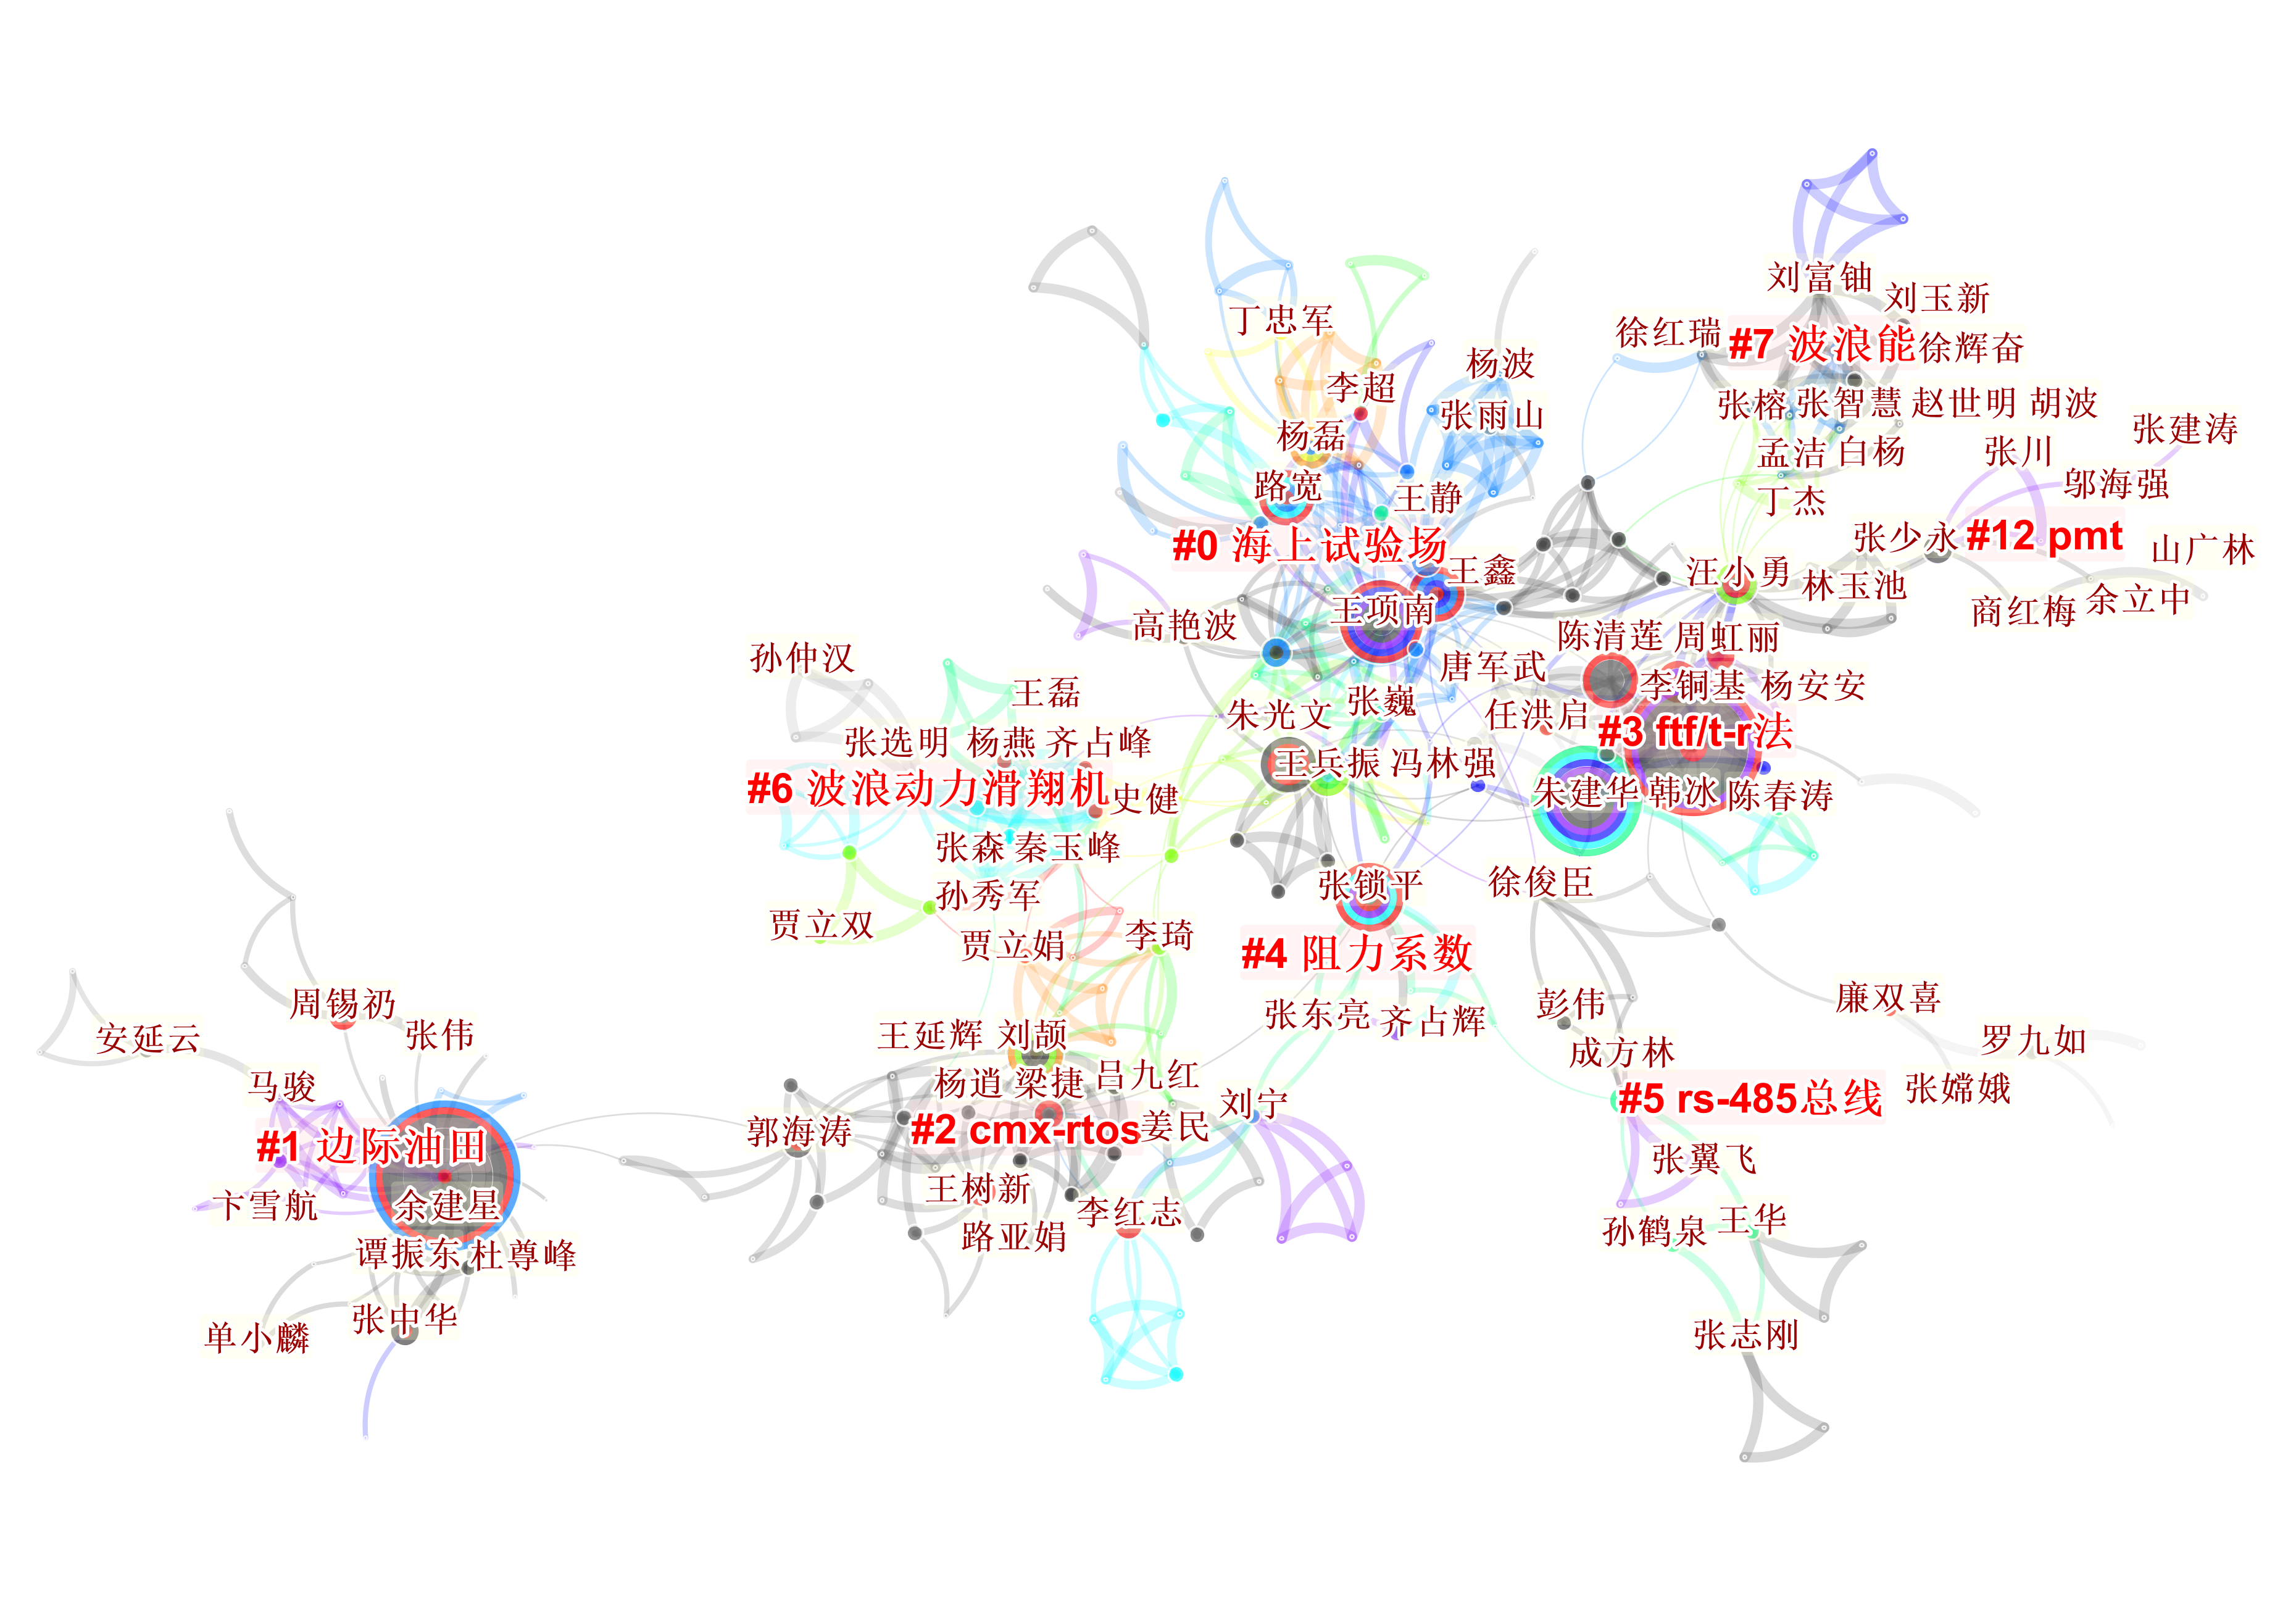 刘富铀
刘玉新
丁忠军
徐红瑞
#7 波浪能
徐辉奋
杨波
李超
张雨山
张榕 张智慧 赵世明 胡波
杨磊
张建涛
孟洁 白杨
张川
路宽
王静
邬海强
丁杰
#0 海上试验场
张少永
#12 pmt
山广林
王鑫
汪小勇
林玉池
余立中
商红梅
王项南
高艳波
陈清莲 周虹丽
孙仲汉
唐军武
王磊
李铜基 杨安安
张巍
朱光文
任洪启
张选明 杨燕 齐占峰
#3 ftf/t-r法
王兵振 冯林强
#6 波浪动力滑翔机
史健
朱建华 韩冰 陈春涛
张森 秦玉峰
张锁平
徐俊臣
孙秀军
贾立双
贾立娟
李琦
#4 阻力系数
周锡礽
彭伟
廉双喜
张东亮 齐占辉
安延云
张伟
王延辉 刘颉
成方林
罗九如
马骏
杨逍 梁捷 吕九红
刘宁
#5 rs-485总线
张嫦娥
#1 边际油田
郭海涛
#2 cmx-rtos
姜民
张翼飞
卞雪航
余建星
王树新
李红志
孙鹤泉
王华
路亚娟
谭振东 杜尊峰
单小麟
张中华
张志刚